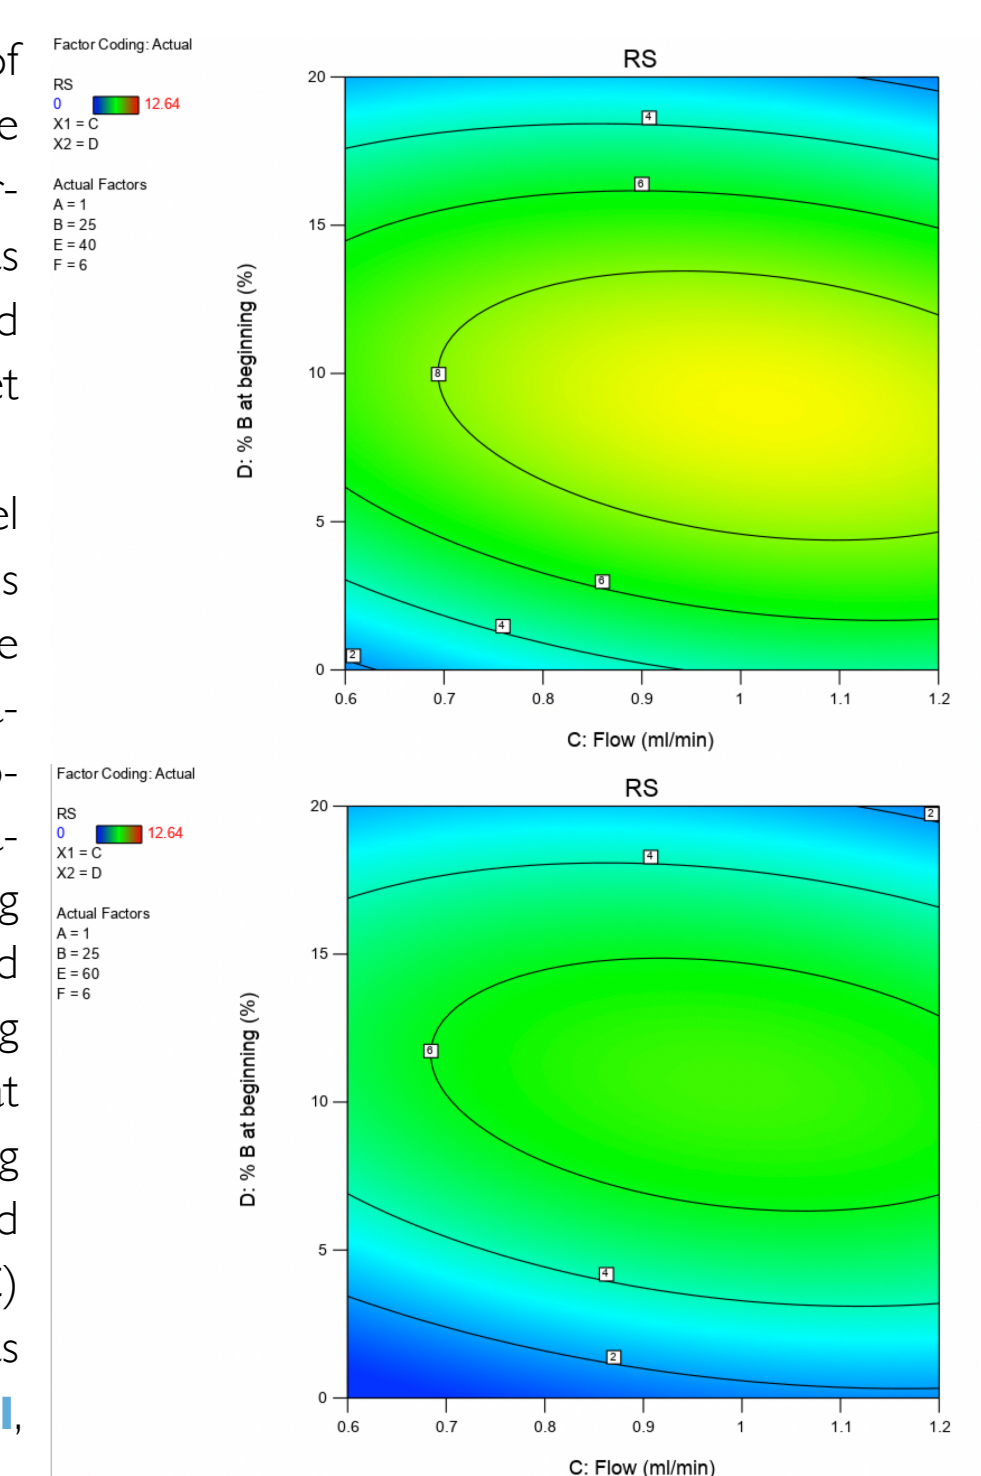 of
e
r-
s
d
et
el
s
e
-
-
-
g
d
g
at
g
d
)
s
,
Factor Coding: Actual
RS
0 12.64
X1 = C
X2 = D
Actual Factors
A = 1
B = 25
E = 40
F = 6
RS
20
15
10
5
0
D: % B at beginning (%)
4
6
8
6
4
2
0.6 0.7 0.8 0.9 1 1.1 1.2
C: Flow (ml/min)
Factor Coding: Actual
RS
0 12.64
X1 = C
X2 = D
Actual Factors
A = 1
B = 25
E = 60
F = 6
RS
20
15
10
5
0
D: % B at beginning (%)
2
4
6
4
2
0.6 0.7 0.8 0.9 1 1.1 1.2
C: Flow (ml/min)